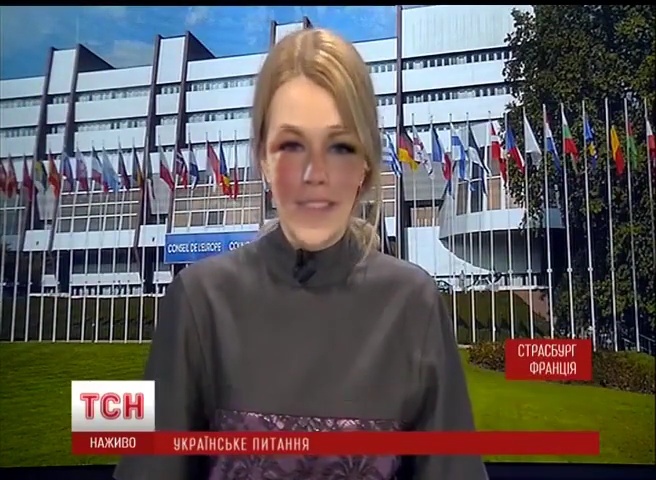 CONSEIL DE L'EUROPE
СТРАСБУРГ
ФРАНЦІЯ
ТСН
НАЖИВО
УКРАЇНСЬКЕ ПИТАННЯ